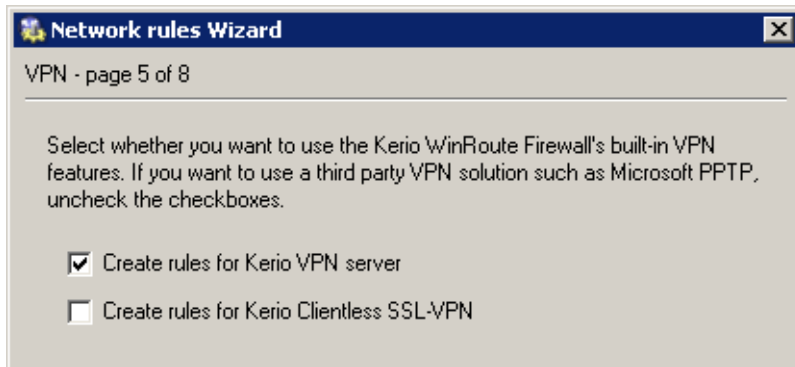 Network rules Wizard
VPN - page 5 of 8
Select whether you want to use the Kerio WinRoute Firewall's built-in VPN
features. If you want to use a third party VPN solution such as Microsoft PPTP,
uncheck the checkboxes.
Create rules for Kerio VPN server
Create rules for Kerio Clientless SSL-VPN